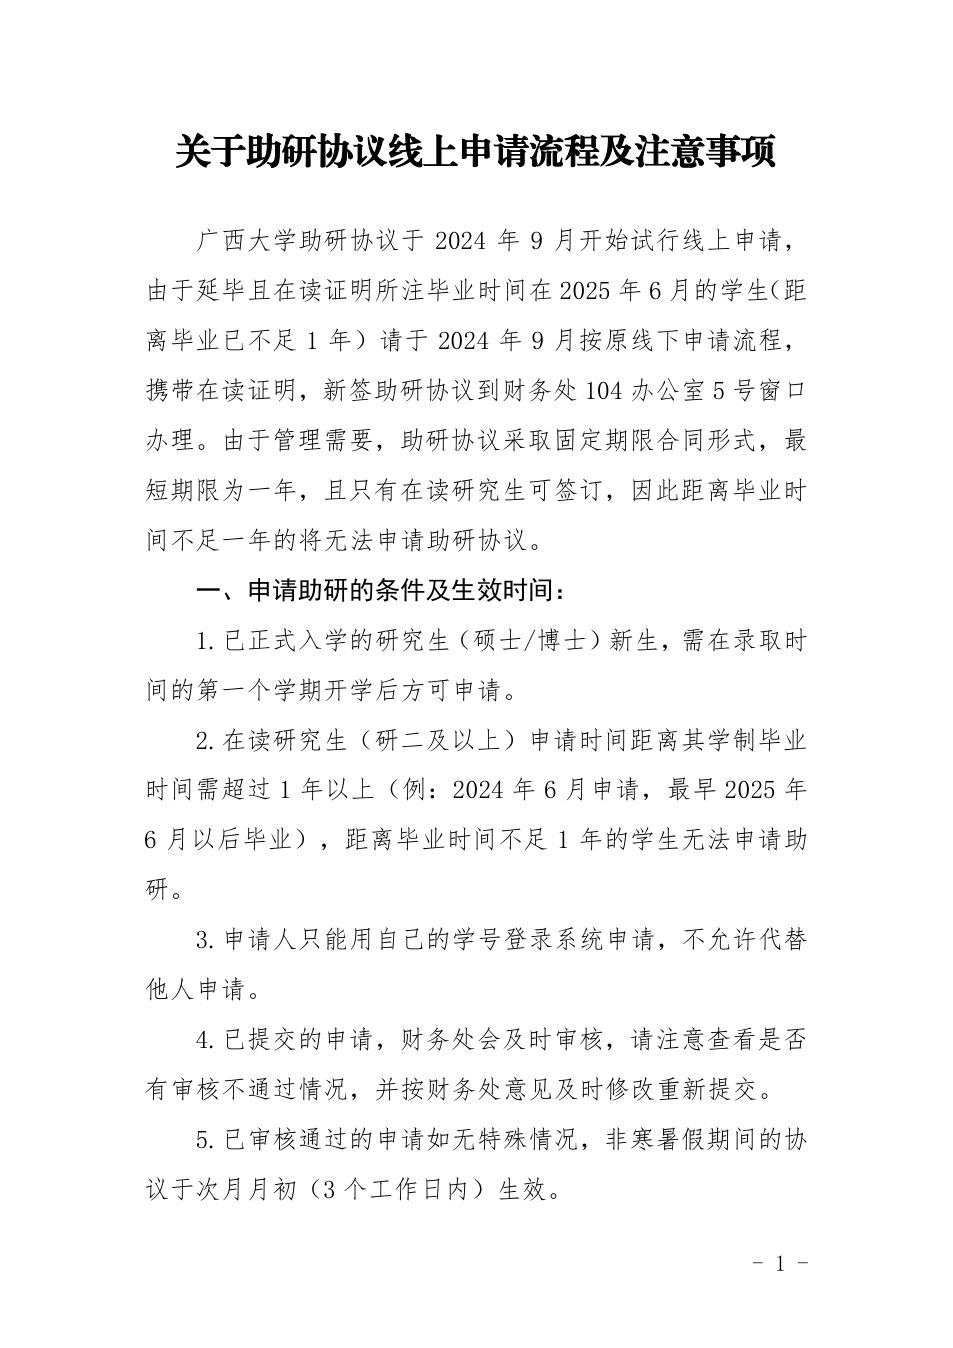 关于助研协议线上申请流程及注意事项
广西大学助研协议于 2024 年 9 月开始试行线上申请，
由于延毕且在读证明所注毕业时间在 2025 年 6 月的学生（距
离毕业已不足 1 年）请于 2024 年 9 月按原线下申请流程，
携带在读证明，新签助研协议到财务处 104 办公室 5 号窗口
办理。由于管理需要，助研协议采取固定期限合同形式，最
短期限为一年，且只有在读研究生可签订，因此距离毕业时
间不足一年的将无法申请助研协议。
一、申请助研的条件及生效时间：
1.已正式入学的研究生（硕士/博士）新生，需在录取时
间的第一个学期开学后方可申请。
2.在读研究生（研二及以上）申请时间距离其学制毕业
时间需超过 1 年以上（例：2024 年 6 月申请，最早 2025 年
6 月以后毕业），距离毕业时间不足 1 年的学生无法申请助
研。
3.申请人只能用自己的学号登录系统申请，不允许代替
他人申请。
4.已提交的申请，财务处会及时审核，请注意查看是否
有审核不通过情况，并按财务处意见及时修改重新提交。
5.已审核通过的申请如无特殊情况，非寒暑假期间的协
议于次月月初（3 个工作日内）生效。
- 1 -